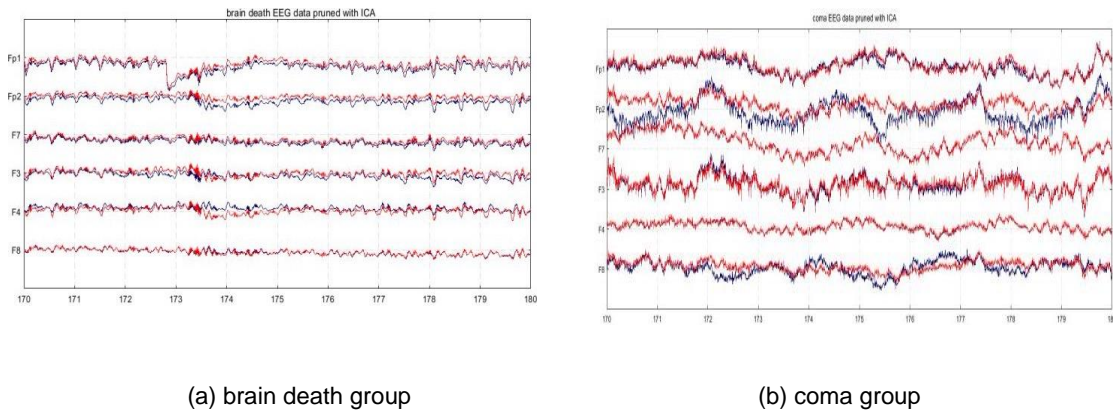 brain death EEG data pruned with ICA
Fp1
Fp2
F7
F3
F4
F8
170 171 172 173 174 175 176 177 178 179 180
(a) brain death group
coma EEG data pruned with ICA
Fp1
Fp2
F7
F3
F4
F8
170 171 172 173 174 175 176 177 178 179 18
(b) coma group